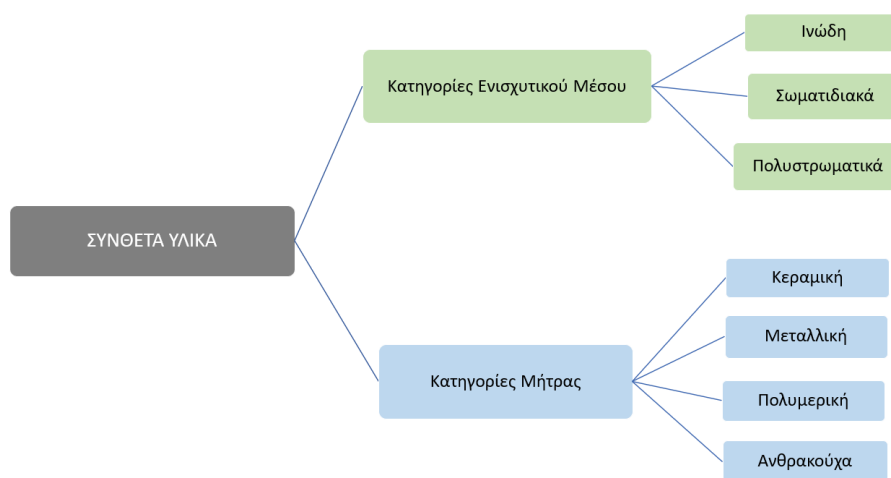 ΣΥΝΘΕΤΑ ΥΛΙΚΑ
Κατηγορίες Ενισχυτικού Μέσου
Ινώδη
Σωματιδιακά
Πολυστρωματικά
Κατηγορίες Μήτρας
Κεραμική
Μεταλλική
Πολυμερική
Ανθρακούχα